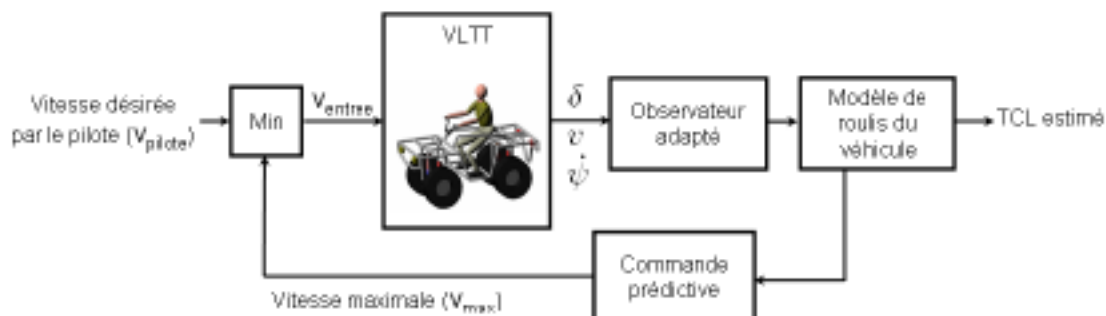 VLTT
Vitesse désirée
par le pilote (Vpilote)
Min
Ventree
δ
v
ψ̇
Observateur
adapté
Modèle de
roulis du
véhicule
TCL estimé
Commande
prédictive
Vitesse maximale (Vmax)